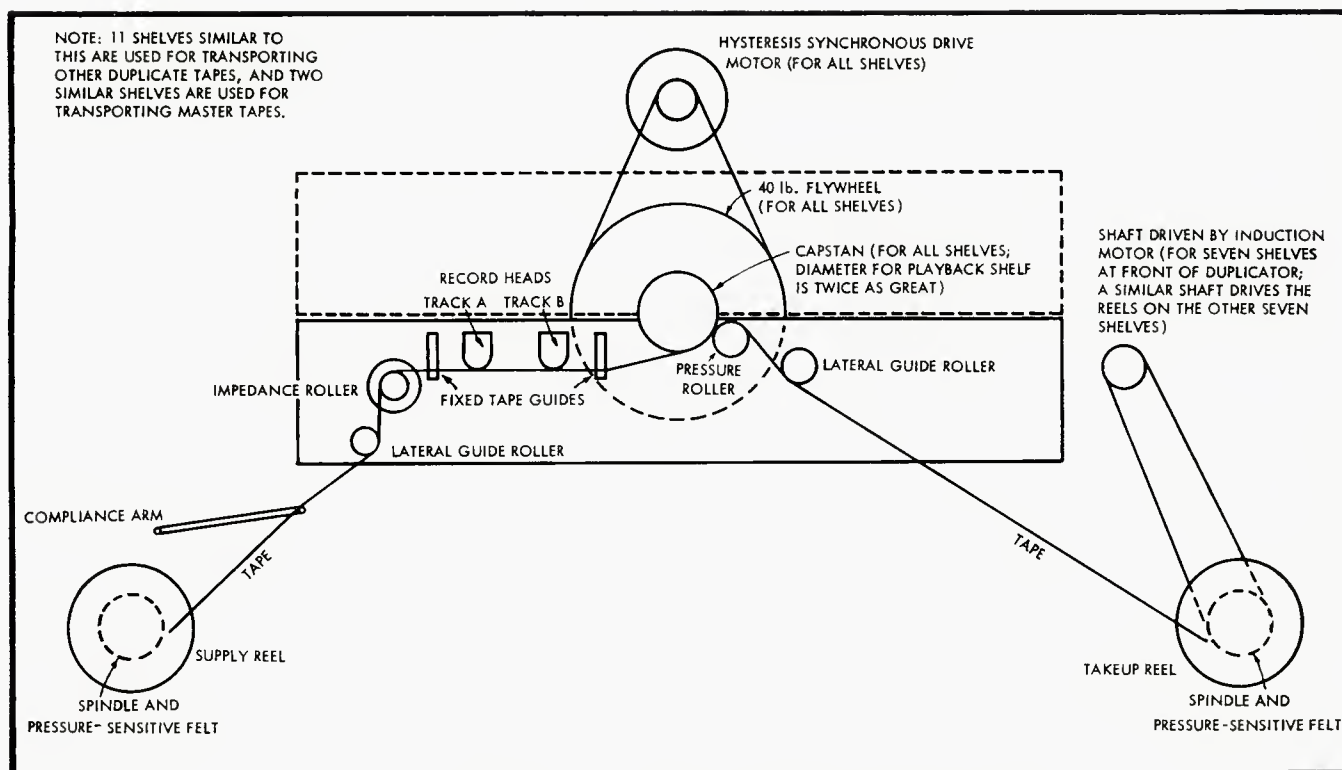 NOTE: 11 SHELVES SIMILAR TO
THIS ARE USED FOR TRANSPORTING
OTHER DUPLICATE TAPES, AND TWO
SIMILAR SHELVES ARE USED FOR
TRANSPORTING MASTER TAPES.
HYSTERESIS SYNCHRONOUS DRIVE
MOTOR (FOR ALL SHELVES)
40 lb. FLYWHEEL
(FOR ALL SHELVES)
CAPSTAN (FOR ALL SHELVES;
DIAMETER FOR PLAYBACK SHELF
IS TWICE AS GREAT)
SHAFT DRIVEN BY INDUCTION
MOTOR (FOR SEVEN SHELVES
AT FRONT OF DUPLICATOR;
A SIMILAR SHAFT DRIVES THE
REELS ON THE OTHER SEVEN
SHELVES)
RECORD HEADS
TRACK A TRACK B
IMPEDANCE ROLLER
FIXED TAPE GUIDES
PRESSURE
ROLLER
LATERAL GUIDE ROLLER
LATERAL GUIDE ROLLER
COMPLIANCE ARM
TAPE
TAPE
SUPPLY REEL
SPINDLE AND
PRESSURE- SENSITIVE FELT
TAKEUP REEL
SPINDLE AND
PRESSURE-SENSITIVE FELT